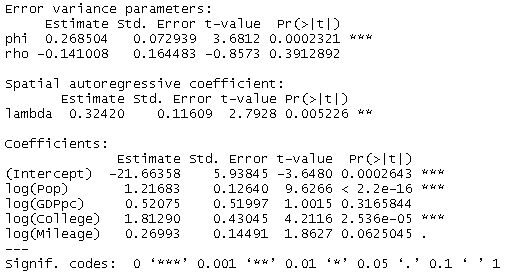 Error variance parameters:
Estimate Std. Error t-value Pr(>|t|)
phi 0.268504 0.072939 3.6812 0.0002321 ***
rho -0.141008 0.164483 -0.8573 0.3912892
Spatial autoregressive coefficient:
Estimate Std. Error t-value Pr(>|t|)
lambda 0.32420 0.11609 2.7928 0.005226 **
Coefficients:
Estimate Std. Error t-value Pr(>|t|)
(Intercept) -21.66358 5.93845 -3.6480 0.0002643 ***
log(Pop) 1.21683 0.12640 9.6266 < 2.2e-16 ***
log(GDPpc) 0.52075 0.51997 1.0015 0.3165844
log(College) 1.81290 0.43045 4.2116 2.536e-05 ***
log(Mileage) 0.26993 0.14491 1.8627 0.0625045 .
---
Signif. codes: 0 ‘***’ 0.001 ‘**’ 0.01 ‘*’ 0.05 ‘.’ 0.1 ‘ ’ 1